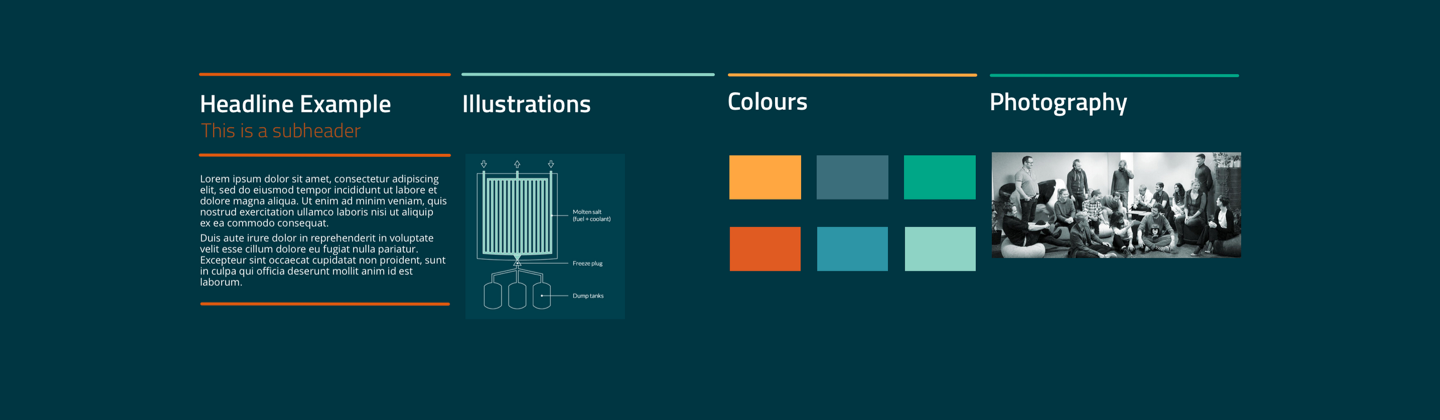 Headline Example
This is a subheader
Lorem ipsum dolor sit amet, consectetur adipiscing
elit, sed do eiusmod tempor incididunt ut labore et
dolore magna aliqua. Ut enim ad minim veniam, quis
nostrud exercitation ullamco laboris nisi ut aliquip
ex ea commodo consequat.
Duis aute irure dolor in reprehenderit in voluptate
velit esse cillum dolore eu fugiat nulla pariatur.
Excepteur sint occaecat cupidatat non proident, sunt
in culpa qui officia deserunt mollit anim id est
laborum.
Illustrations
Molten salt
(fuel + coolant)
Freeze plug
Dump tanks
Colours
Photography